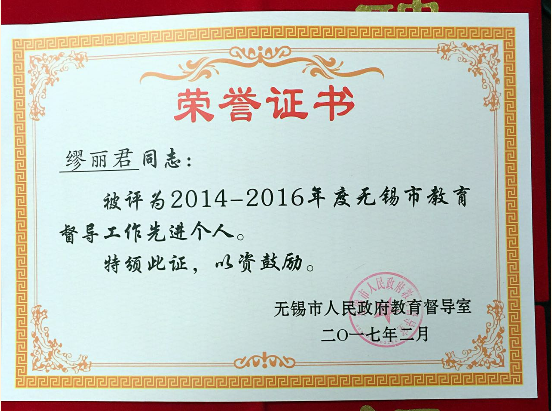 荣誉证书
缪丽君同志：
被评为2014-2016年度无锡市教育
督导工作先进个人。
特颁此证，以资鼓励。
无锡市人民政府教育督导室
二〇一七年二月